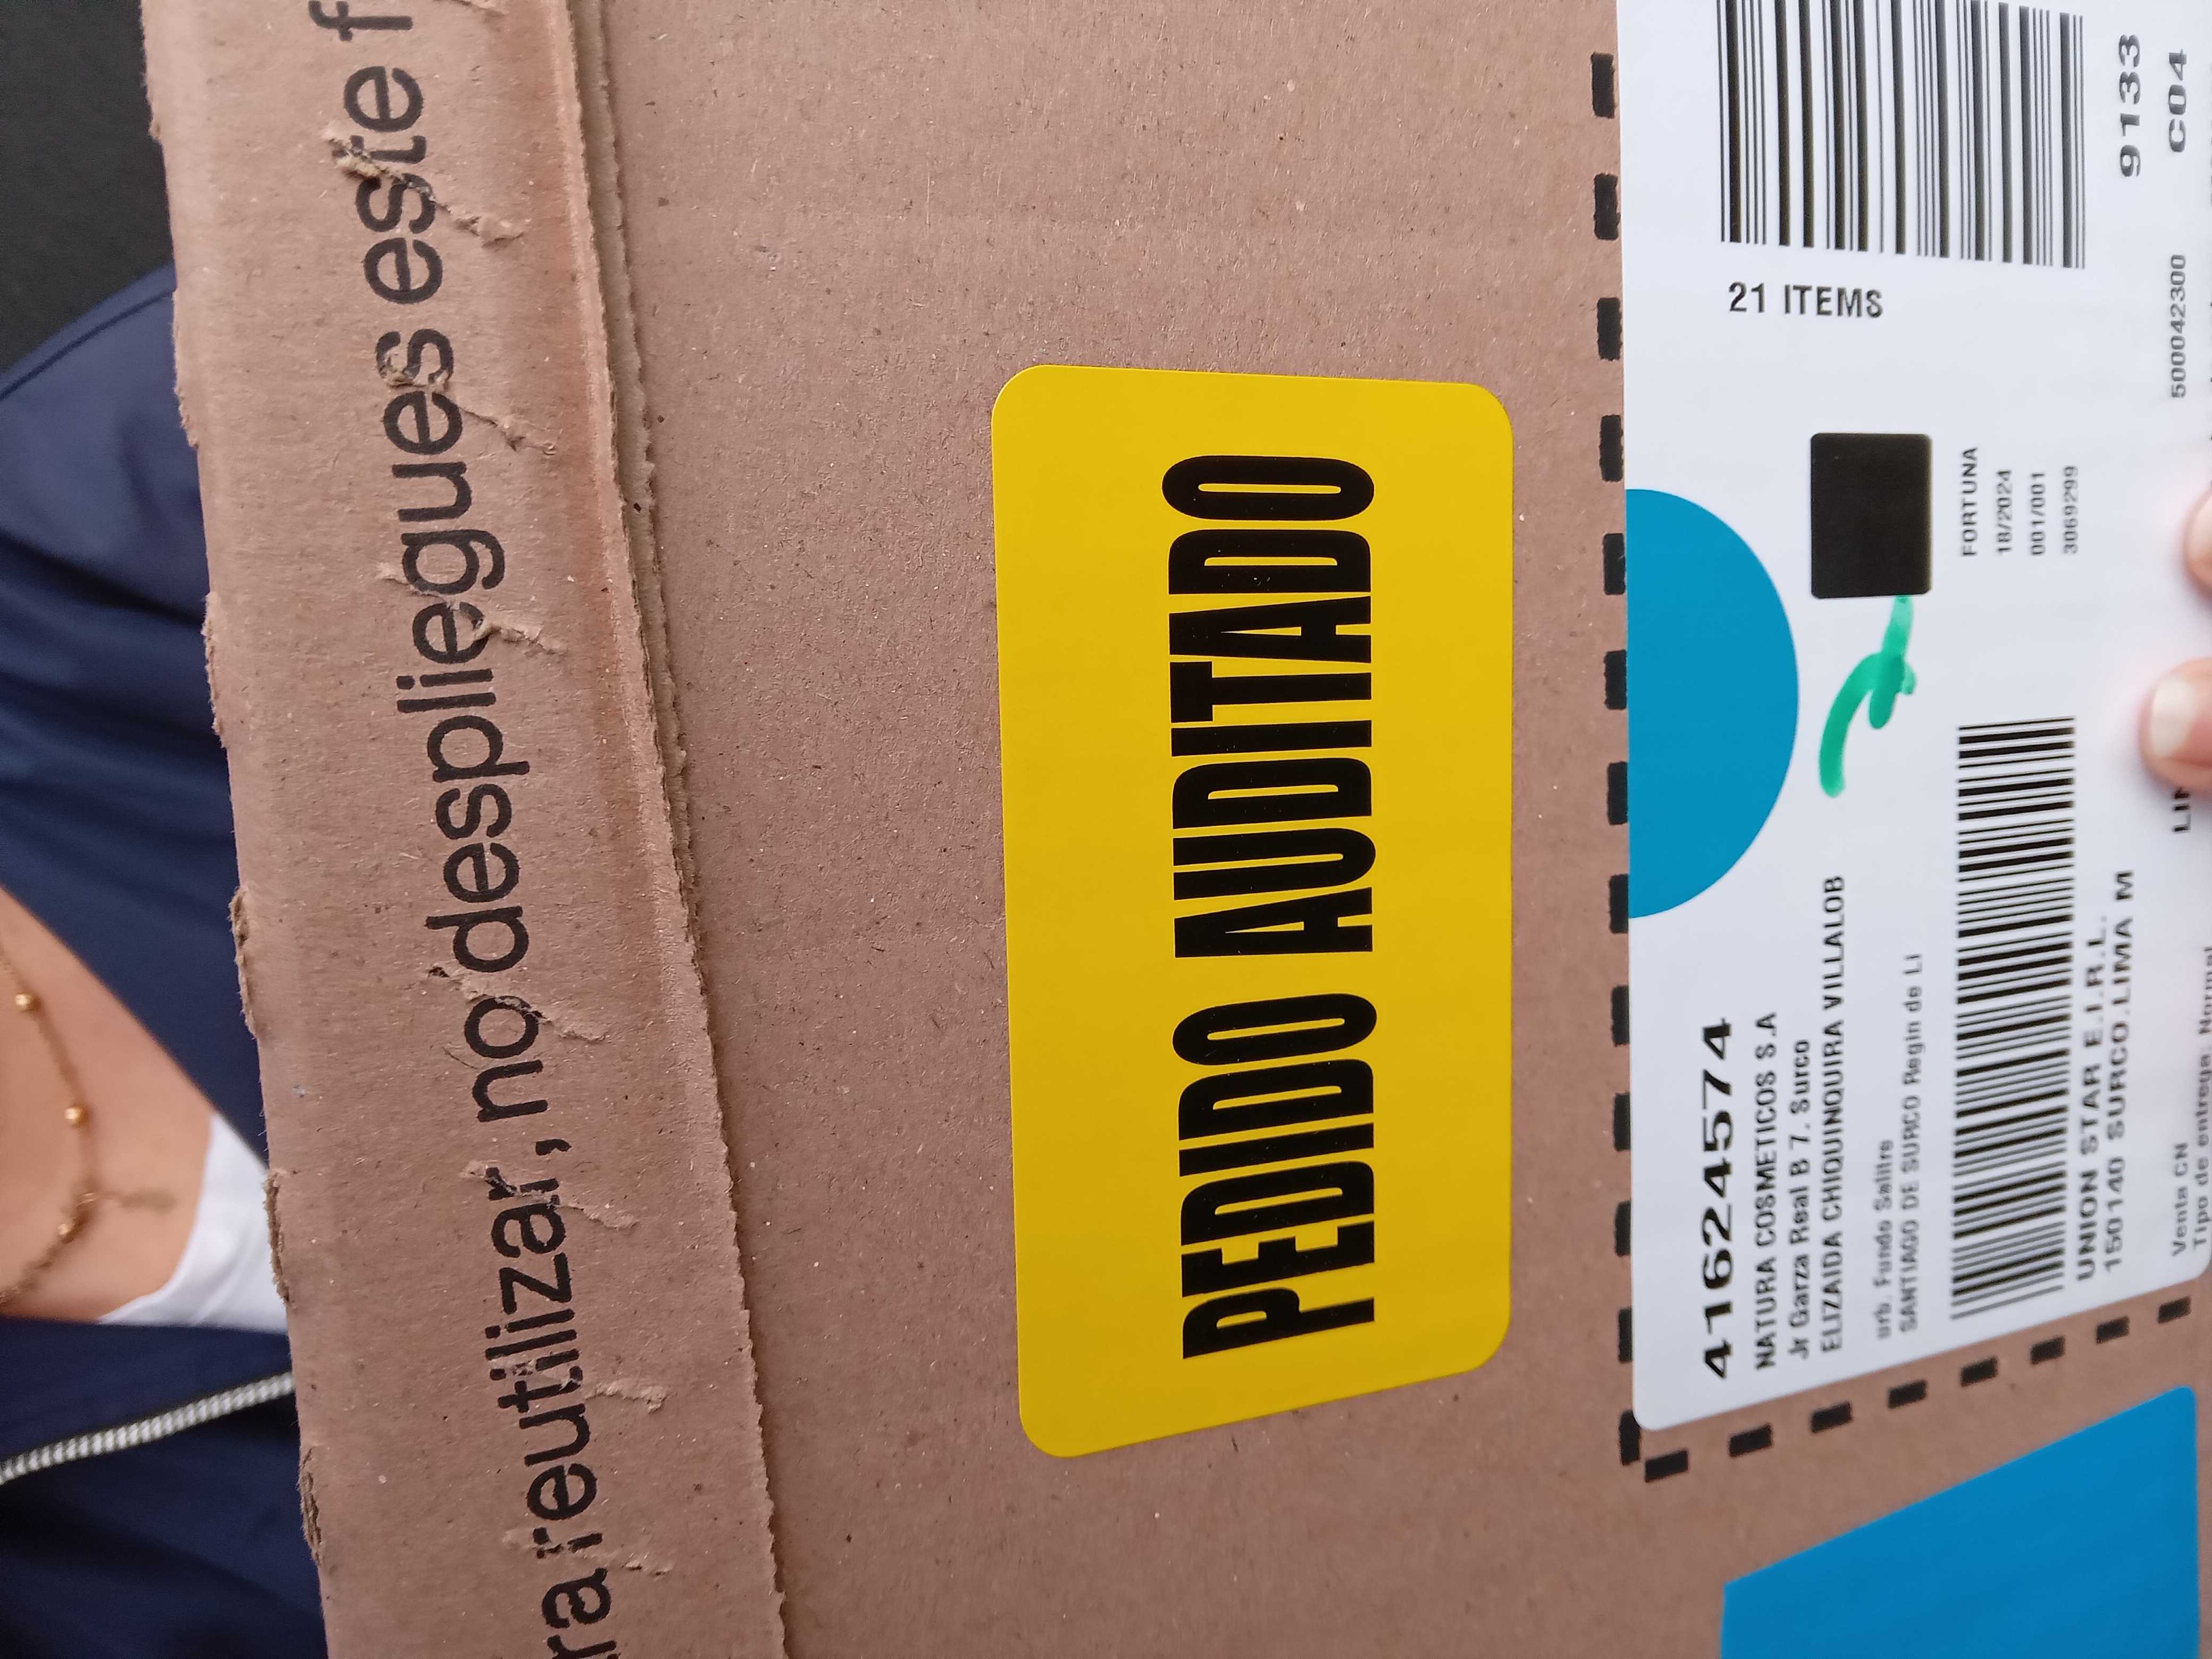 ra reutilizar, no despliegues este f
PEDIDO AUDITADO
41624574
21 ITEMS
NATURA COSMETICOS S.A
Jr Garza Real B 7. Surco
ELIZAIDA CHIQUINQUIRA VILLALOB
urb. Fundo Salitre
SANTIAGO DE SURCO Regin de Li
FORTUNA
18/2024
001/001
3069299
UNION STAR E.I.R.L.
150140 SURCO.LIMA M
9133
Venta CN
500042300
C04
Tipo de entrega: Normal